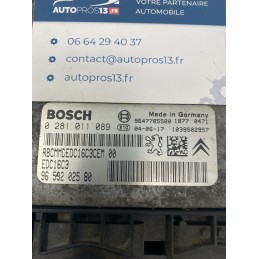 AUTOPROS13.FR
VOTRE PARTENAIRE
AUTOMOBILE
06 64 29 40 37
contact@autopros13.fr
autopros13.fr
BOSCH
Made in Germany
9647785580 1077 0471
0 281 011 089 04-06-17 1039S02957
RBCMMDEDC16C3CEM 00
EDC16C3
96 592 025 80